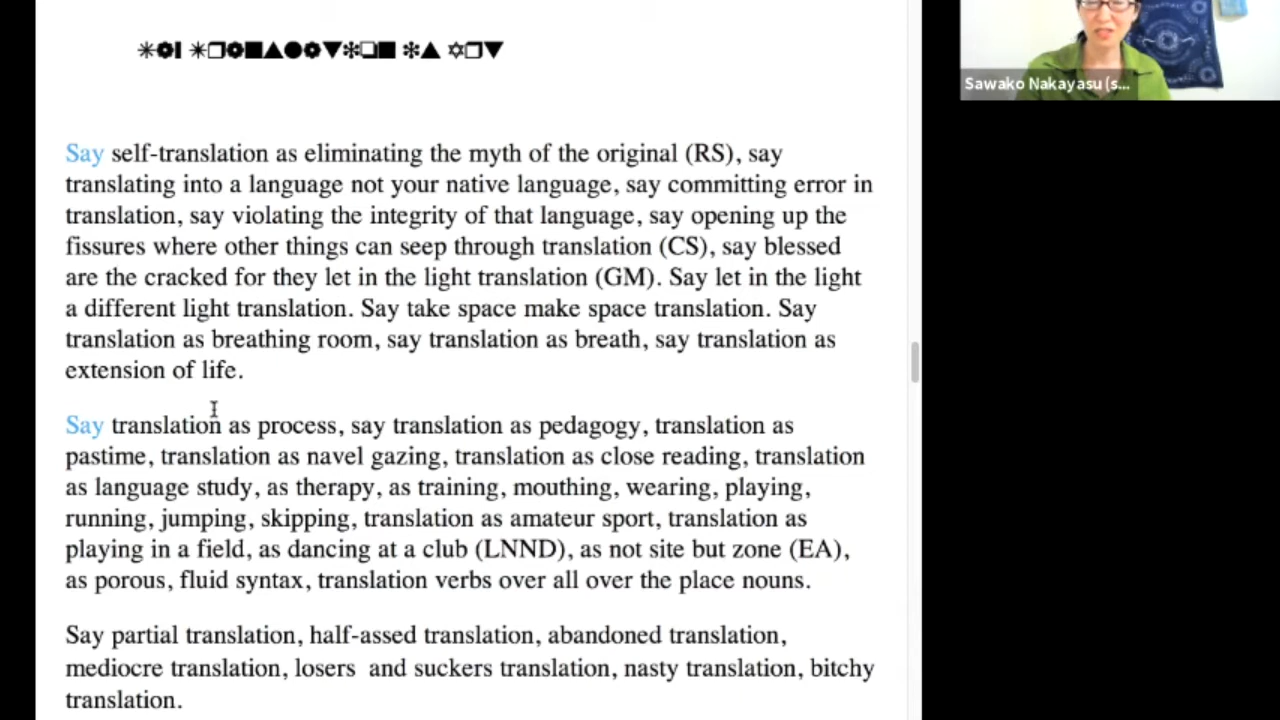 ✴❁❙ ✴❒❁■▲●❁▼❉❏■ ❉▲ ✡❒▼
Sawako Nakayasu (s...
Say self-translation as eliminating the myth of the original (RS), say
translating into a language not your native language, say committing error in
translation, say violating the integrity of that language, say opening up the
fissures where other things can seep through translation (CS), say blessed
are the cracked for they let in the light translation (GM). Say let in the light
a different light translation. Say take space make space translation. Say
translation as breathing room, say translation as breath, say translation as
extension of life.
Say translation as process, say translation as pedagogy, translation as
pastime, translation as navel gazing, translation as close reading, translation
as language study, as therapy, as training, mouthing, wearing, playing,
running, jumping, skipping, translation as amateur sport, translation as
playing in a field, as dancing at a club (LNND), as not site but zone (EA),
as porous, fluid syntax, translation verbs over all over the place nouns.
Say partial translation, half-assed translation, abandoned translation,
mediocre translation, losers  and suckers translation, nasty translation, bitchy
translation.